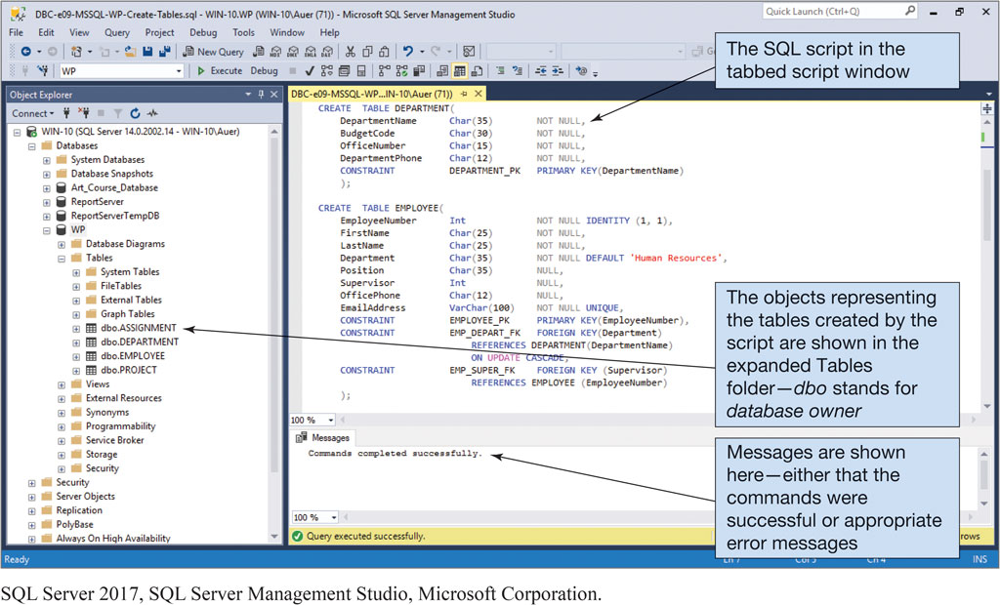 DBC-e09-MSSQL-WP-Create-Tables.sql - WIN-10.WP (WIN-10\Auer (71)) - Microsoft SQL Server Management Studio
Quick Launch (Ctrl+Q)
File Edit View Query Project Debug Tools Window Help
New Query
WP Execute Debug
Object Explorer
Connect
WIN-10 (SQL Server 14.0.2002.14 - WIN-10\Auer)
Databases
System Databases
Database Snapshots
Art_Course_Database
ReportServer
ReportServerTempDB
WP
Database Diagrams
Tables
System Tables
FileTables
External Tables
Graph Tables
dbo.ASSIGNMENT
dbo.DEPARTMENT
dbo.EMPLOYEE
dbo.PROJECT
Views
External Resources
Synonyms
Programmability
Service Broker
Storage
Security
Security
Server Objects
Replication
PolyBase
Always On High Availability
DBC-e09-MSSQL-WP...IN-10\Auer (71))
CREATE TABLE DEPARTMENT(
DepartmentName Char(35) NOT NULL,
BudgetCode Char(30) NOT NULL,
OfficeNumber Char(15) NOT NULL,
DepartmentPhone Char(12) NOT NULL,
CONSTRAINT DEPARTMENT_PK PRIMARY KEY(DepartmentName)
);
CREATE TABLE EMPLOYEE(
EmployeeNumber Int NOT NULL IDENTITY (1, 1),
FirstName Char(25) NOT NULL,
LastName Char(25) NOT NULL,
Department Char(35) NOT NULL DEFAULT 'Human Resources',
Position Char(35) NULL,
Supervisor Int NULL,
OfficePhone Char(12) NULL,
EmailAddress VarChar(100) NOT NULL UNIQUE,
CONSTRAINT EMPLOYEE_PK PRIMARY KEY(EmployeeNumber),
CONSTRAINT EMP_DEPART_FK FOREIGN KEY(Department)
REFERENCES DEPARTMENT(DepartmentName)
ON UPDATE CASCADE,
CONSTRAINT EMP_SUPER_FK FOREIGN KEY (Supervisor)
REFERENCES EMPLOYEE (EmployeeNumber)
);
100 %
Messages
Commands completed successfully.
100 %
Query executed successfully.
rows
Ready
INS
The SQL script in the
tabbed script window
The objects representing
the tables created by the
script are shown in the
expanded Tables
folder—dbo stands for
database owner
Messages are shown
here—either that the
commands were
successful or appropriate
error messages
SQL Server 2017, SQL Server Management Studio, Microsoft Corporation.